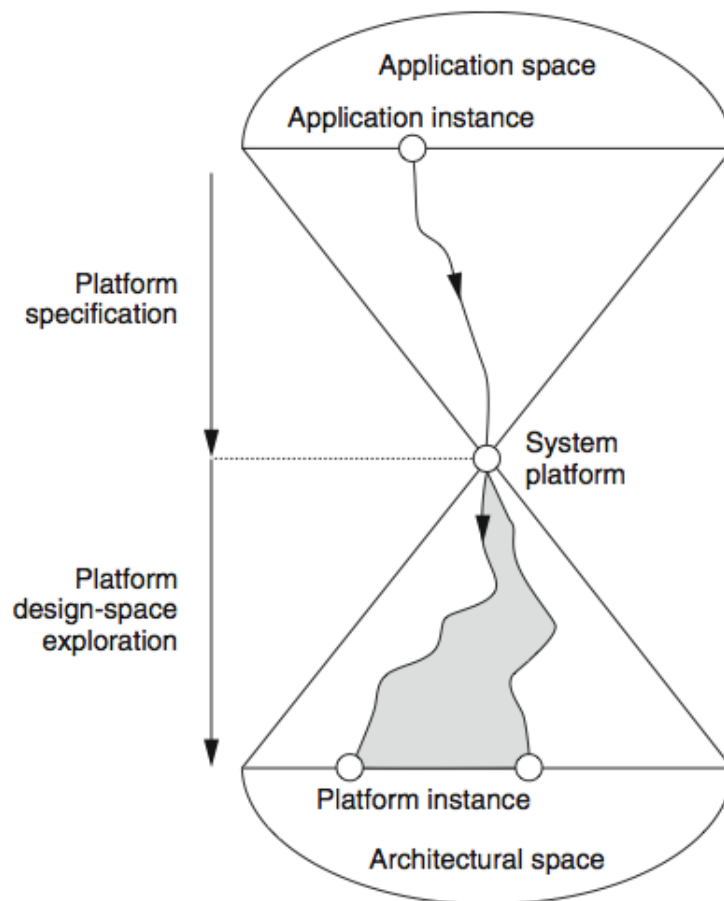 Application space
Application instance
Platform
specification
System
platform
Platform
design-space
exploration
Platform instance
Architectural space